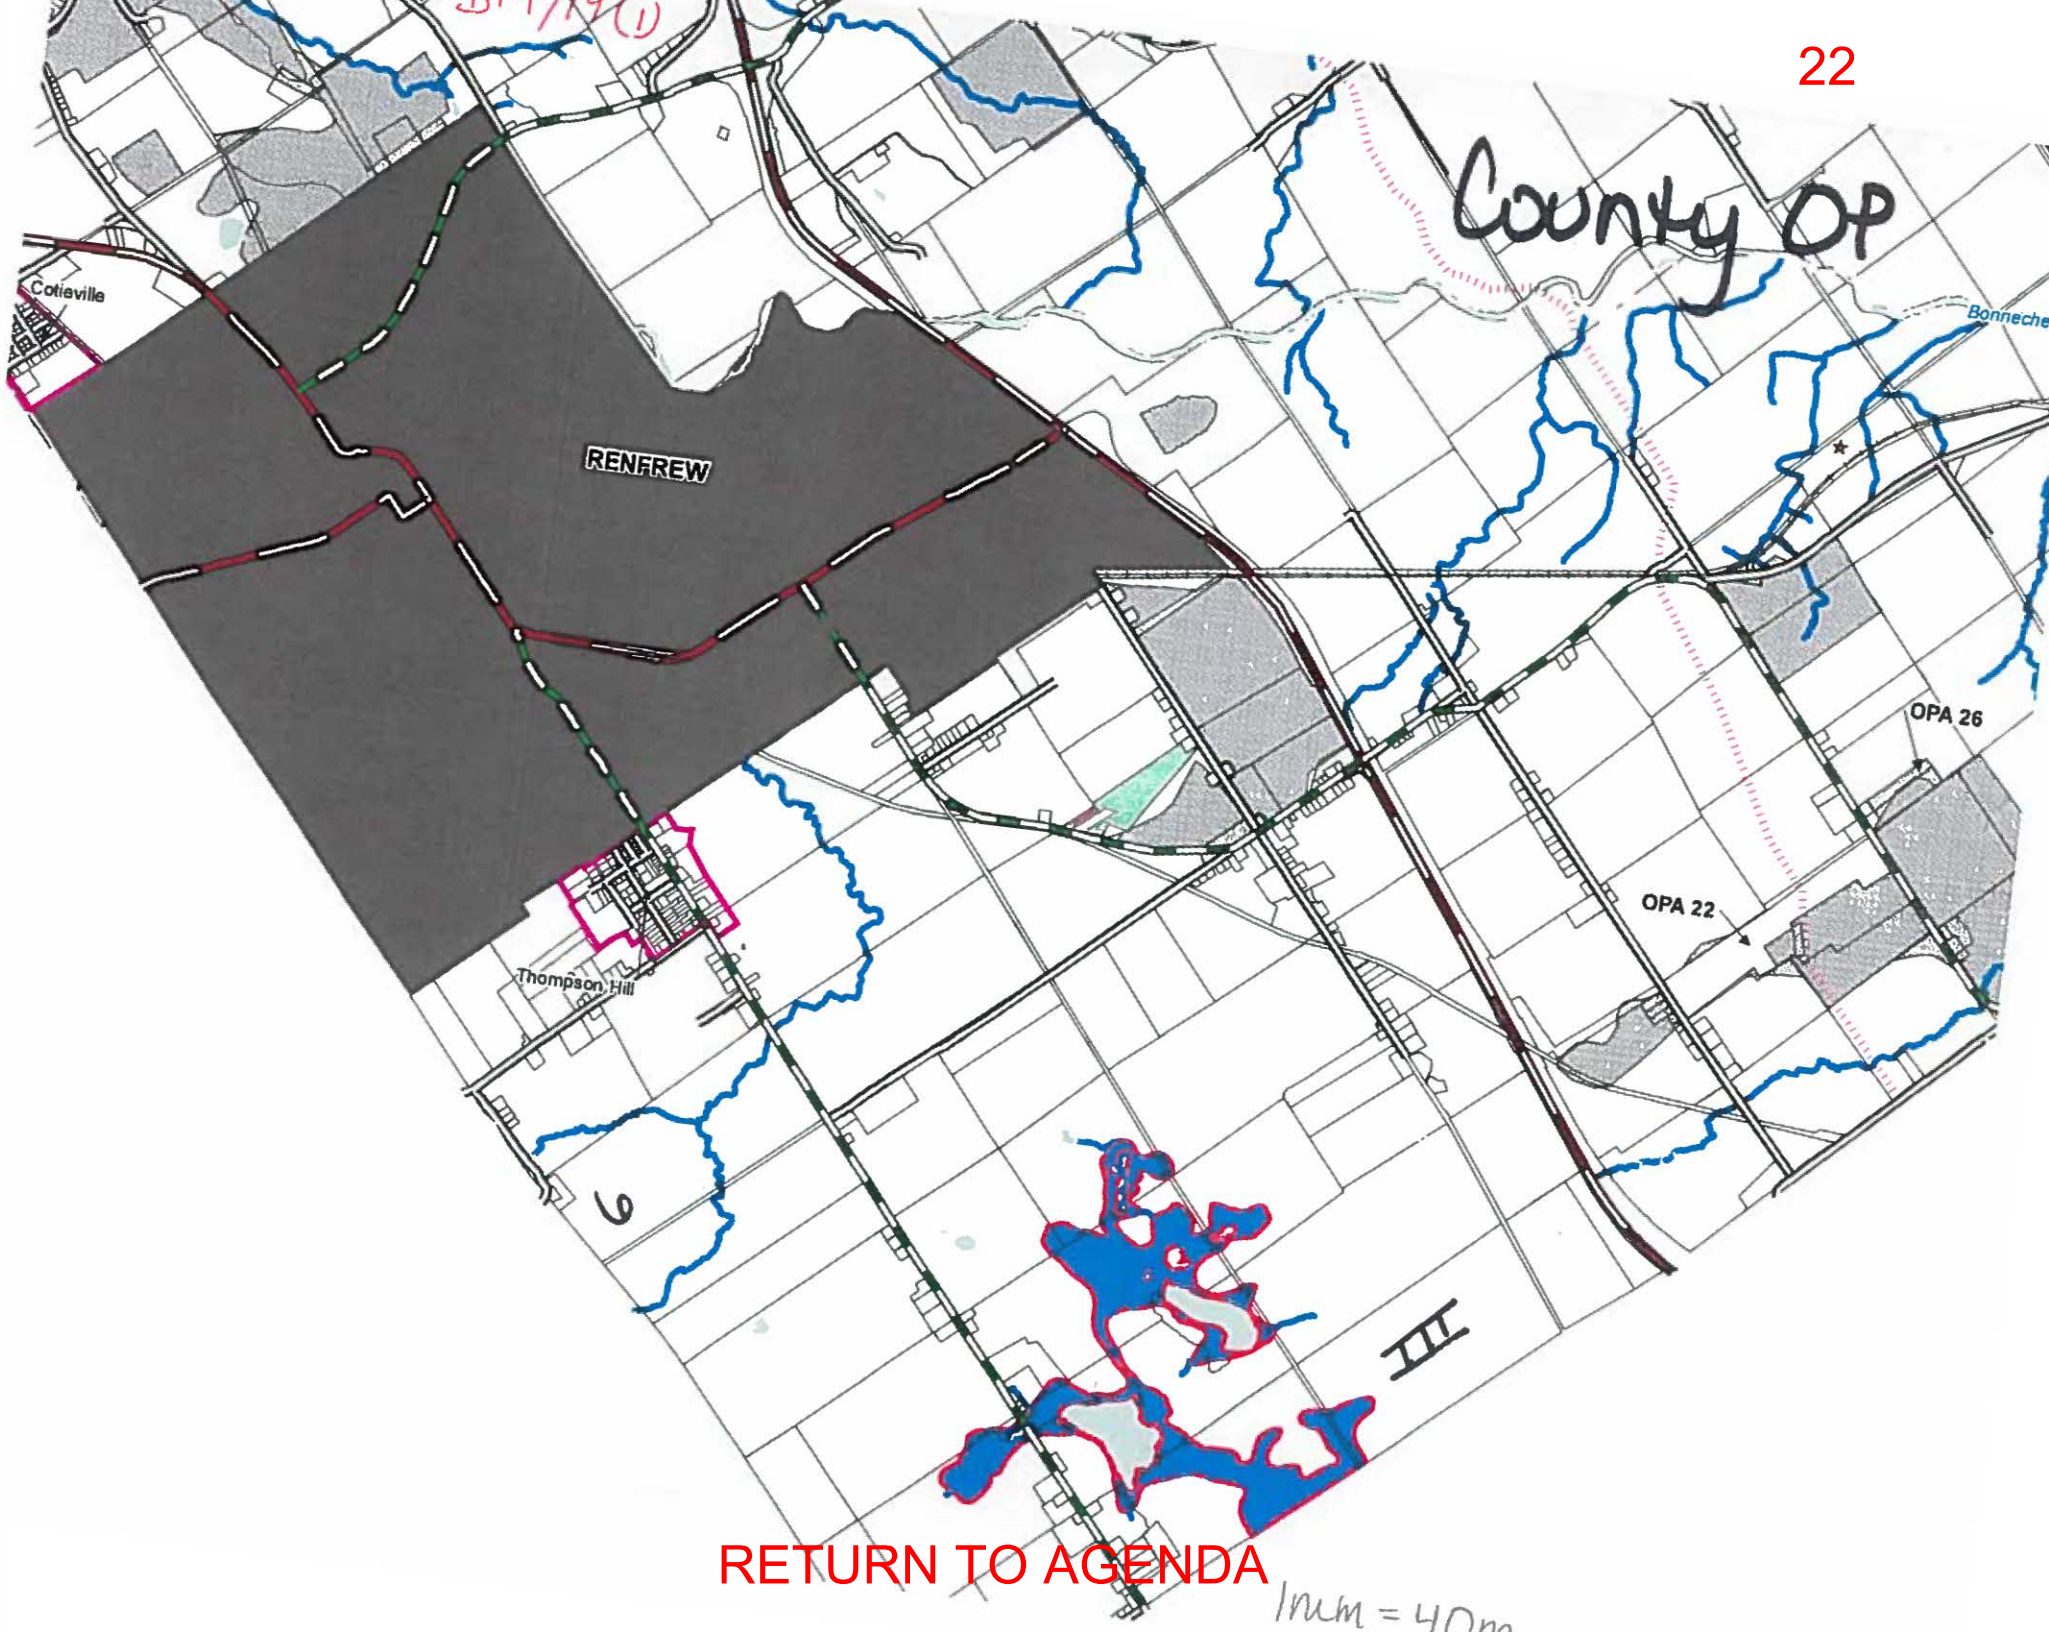 22
County OP
Cotieville
Bonneche
RENFREW
OPA 26
OPA 22
Thompson Hill
6
III
RETURN TO AGENDA
1mm = 40m